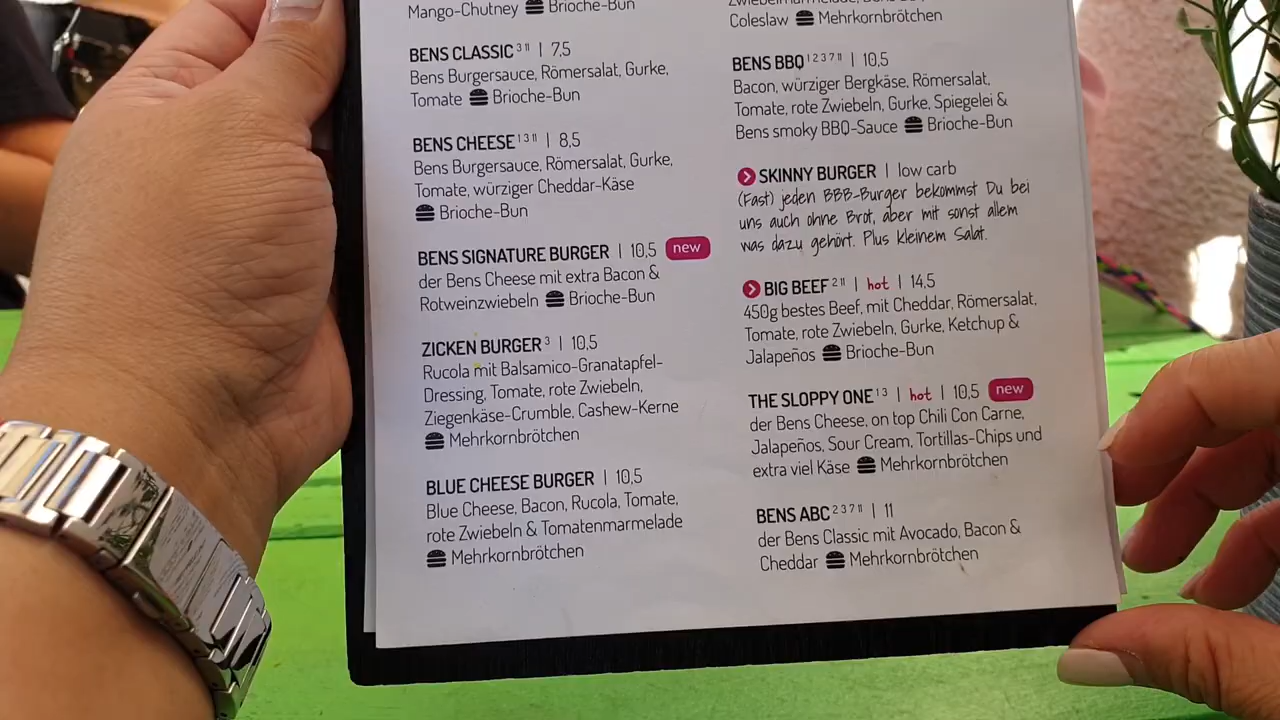 Mango-Chutney Brioche-Bun
BENS CLASSIC 3 11 | 7,5
Bens Burgersauce, Römersalat, Gurke,
Tomate Brioche-Bun
BENS CHEESE 1 3 11 | 8,5
Bens Burgersauce, Römersalat, Gurke,
Tomate, würziger Cheddar-Käse
Brioche-Bun
BENS SIGNATURE BURGER | 10,5 new
der Bens Cheese mit extra Bacon &
Rotweinzwiebeln Brioche-Bun
ZICKEN BURGER 3 | 10,5
Rucola mit Balsamico-Granatapfel-
Dressing, Tomate, rote Zwiebeln,
Ziegenkäse-Crumble, Cashew-Kerne
Mehrkornbrötchen
BLUE CHEESE BURGER | 10,5
Blue Cheese, Bacon, Rucola, Tomate,
rote Zwiebeln & Tomatenmarmelade
Mehrkornbrötchen
Coleslaw Mehrkornbrötchen
BENS BBQ 1 2 3 7 11 | 10,5
Bacon, würziger Bergkäse, Römersalat,
Tomate, rote Zwiebeln, Gurke, Spiegelei &
Bens smoky BBQ-Sauce Brioche-Bun
SKINNY BURGER | low carb
(Fast) jeden BBB-Burger bekommst Du bei
uns auch ohne Brot, aber mit sonst allem
was dazu gehört. Plus kleinem Salat.
BIG BEEF 2 11 | hot | 14,5
450g bestes Beef, mit Cheddar, Römersalat,
Tomate, rote Zwiebeln, Gurke, Ketchup &
Jalapeños Brioche-Bun
THE SLOPPY ONE 1 3 | hot | 10,5 new
der Bens Cheese, on top Chili Con Carne,
Jalapeños, Sour Cream, Tortillas-Chips und
extra viel Käse Mehrkornbrötchen
BENS ABC 2 3 7 11 | 11
der Bens Classic mit Avocado, Bacon &
Cheddar Mehrkornbrötchen